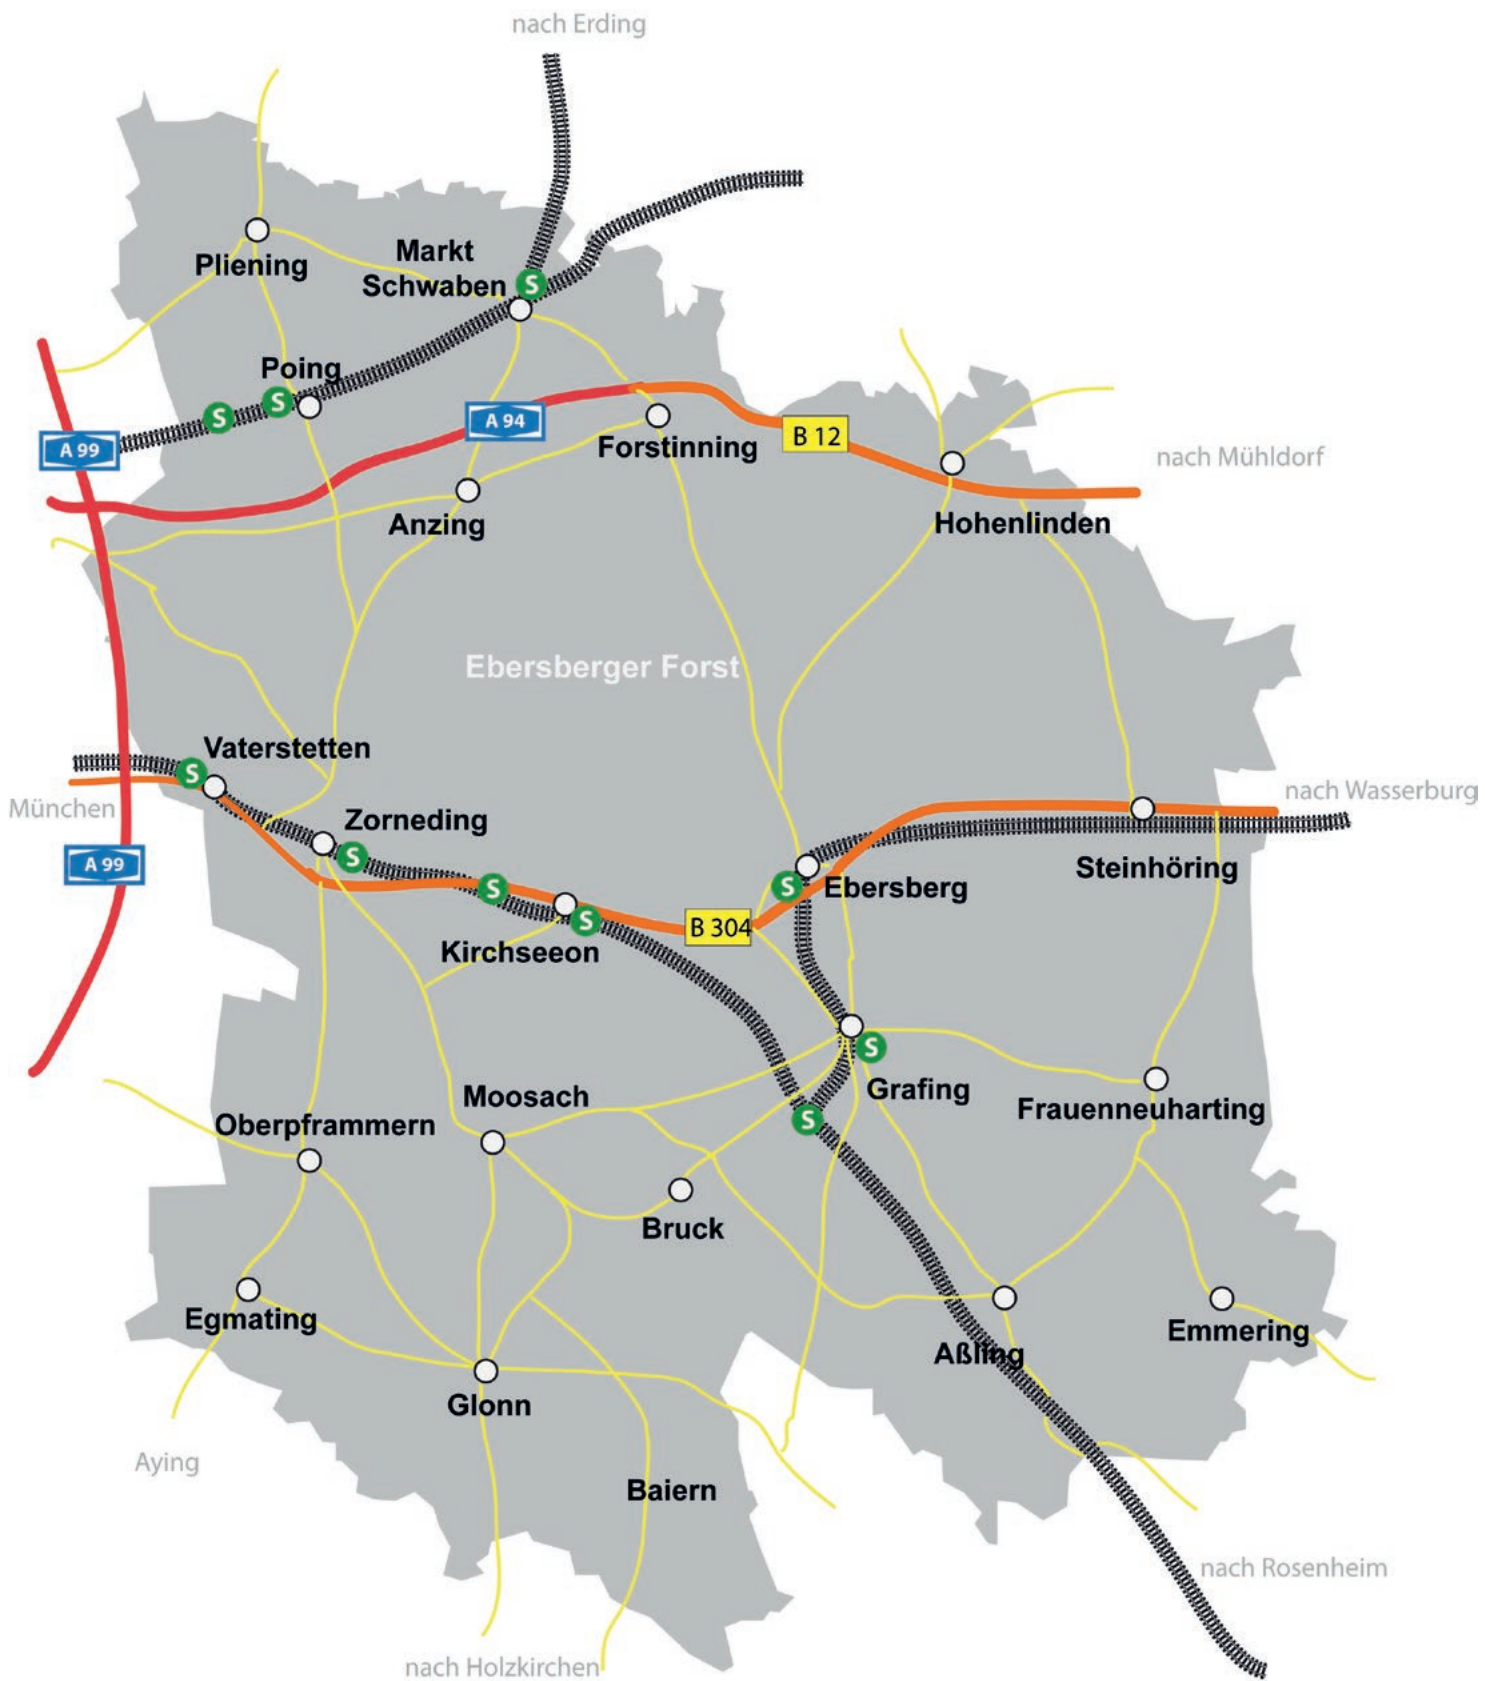 nach Erding
Markt
Schwaben
S
Pliening
Poing
S
S
A 99
A 94
Forstinning
B 12
nach Mühldorf
Anzing
Hohenlinden
Ebersberger Forst
Vaterstetten
S
München
nach Wasserburg
Zorneding
S
A 99
Steinhöring
S
S
Ebersberg
S
B 304
Kirchseeon
S
Grafing
Moosach
Frauenneuharting
Oberpframmern
S
Bruck
Egmating
Emmering
Aßling
Glonn
Aying
Baiern
nach Rosenheim
nach Holzkirchen